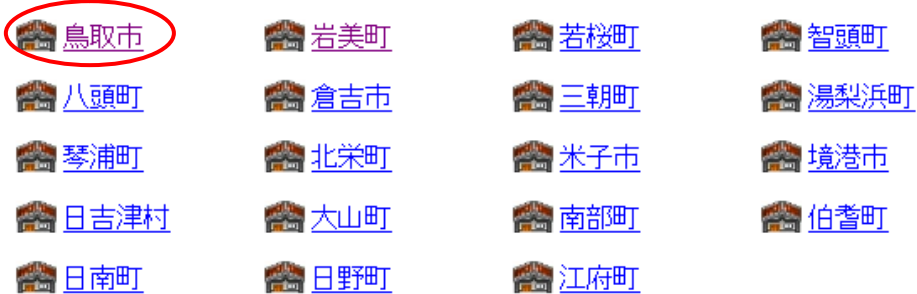 鳥取市 岩美町 若桜町 智頭町
八頭町 倉吉市 三朝町 湯梨浜町
琴浦町 北栄町 米子市 境港市
日吉津村 大山町 南部町 伯耆町
日南町 日野町 江府町